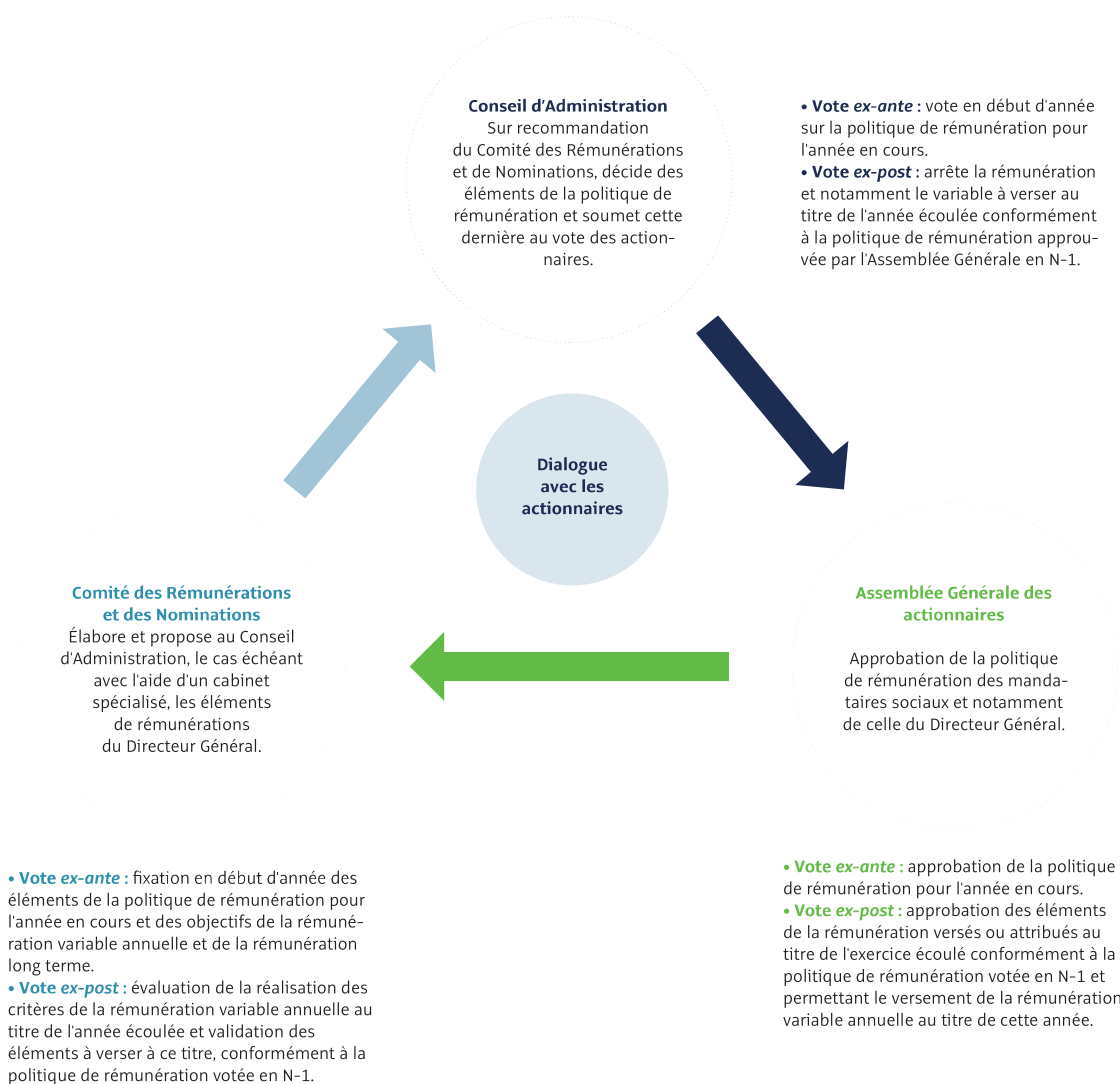 Conseil d'Administration
Sur recommandation
du Comité des Rémunérations
et de Nominations, décide des
éléments de la politique de
rémunération et soumet cette
dernière au vote des action-
naires.
• Vote ex-ante : vote en début d'année
sur la politique de rémunération pour
l'année en cours.
• Vote ex-post : arrête la rémunération
et notamment le variable à verser au
titre de l'année écoulée conformément
à la politique de rémunération approu-
vée par l'Assemblée Générale en N-1.
Dialogue
avec les
actionnaires
Comité des Rémunérations
et des Nominations
Élabore et propose au Conseil
d'Administration, le cas échéant
avec l'aide d'un cabinet
spécialisé, les éléments
de rémunérations
du Directeur Général.
Assemblée Générale des
actionnaires
Approbation de la politique
de rémunération des manda-
taires sociaux et notamment
de celle du Directeur Général.
• Vote ex-ante : fixation en début d'année des
éléments de la politique de rémunération pour
l'année en cours et des objectifs de la rémuné-
ration variable annuelle et de la rémunération
long terme.
• Vote ex-post : évaluation de la réalisation des
critères de la rémunération variable annuelle au
titre de l'année écoulée et validation des
éléments à verser à ce titre, conformément à la
politique de rémunération votée en N-1.
• Vote ex-ante : approbation de la politique
de rémunération pour l'année en cours.
• Vote ex-post : approbation des éléments
de la rémunération versés ou attribués au
titre de l'exercice écoulé conformément à la
politique de rémunération votée en N-1 et
permettant le versement de la rémunération
variable annuelle au titre de cette année.